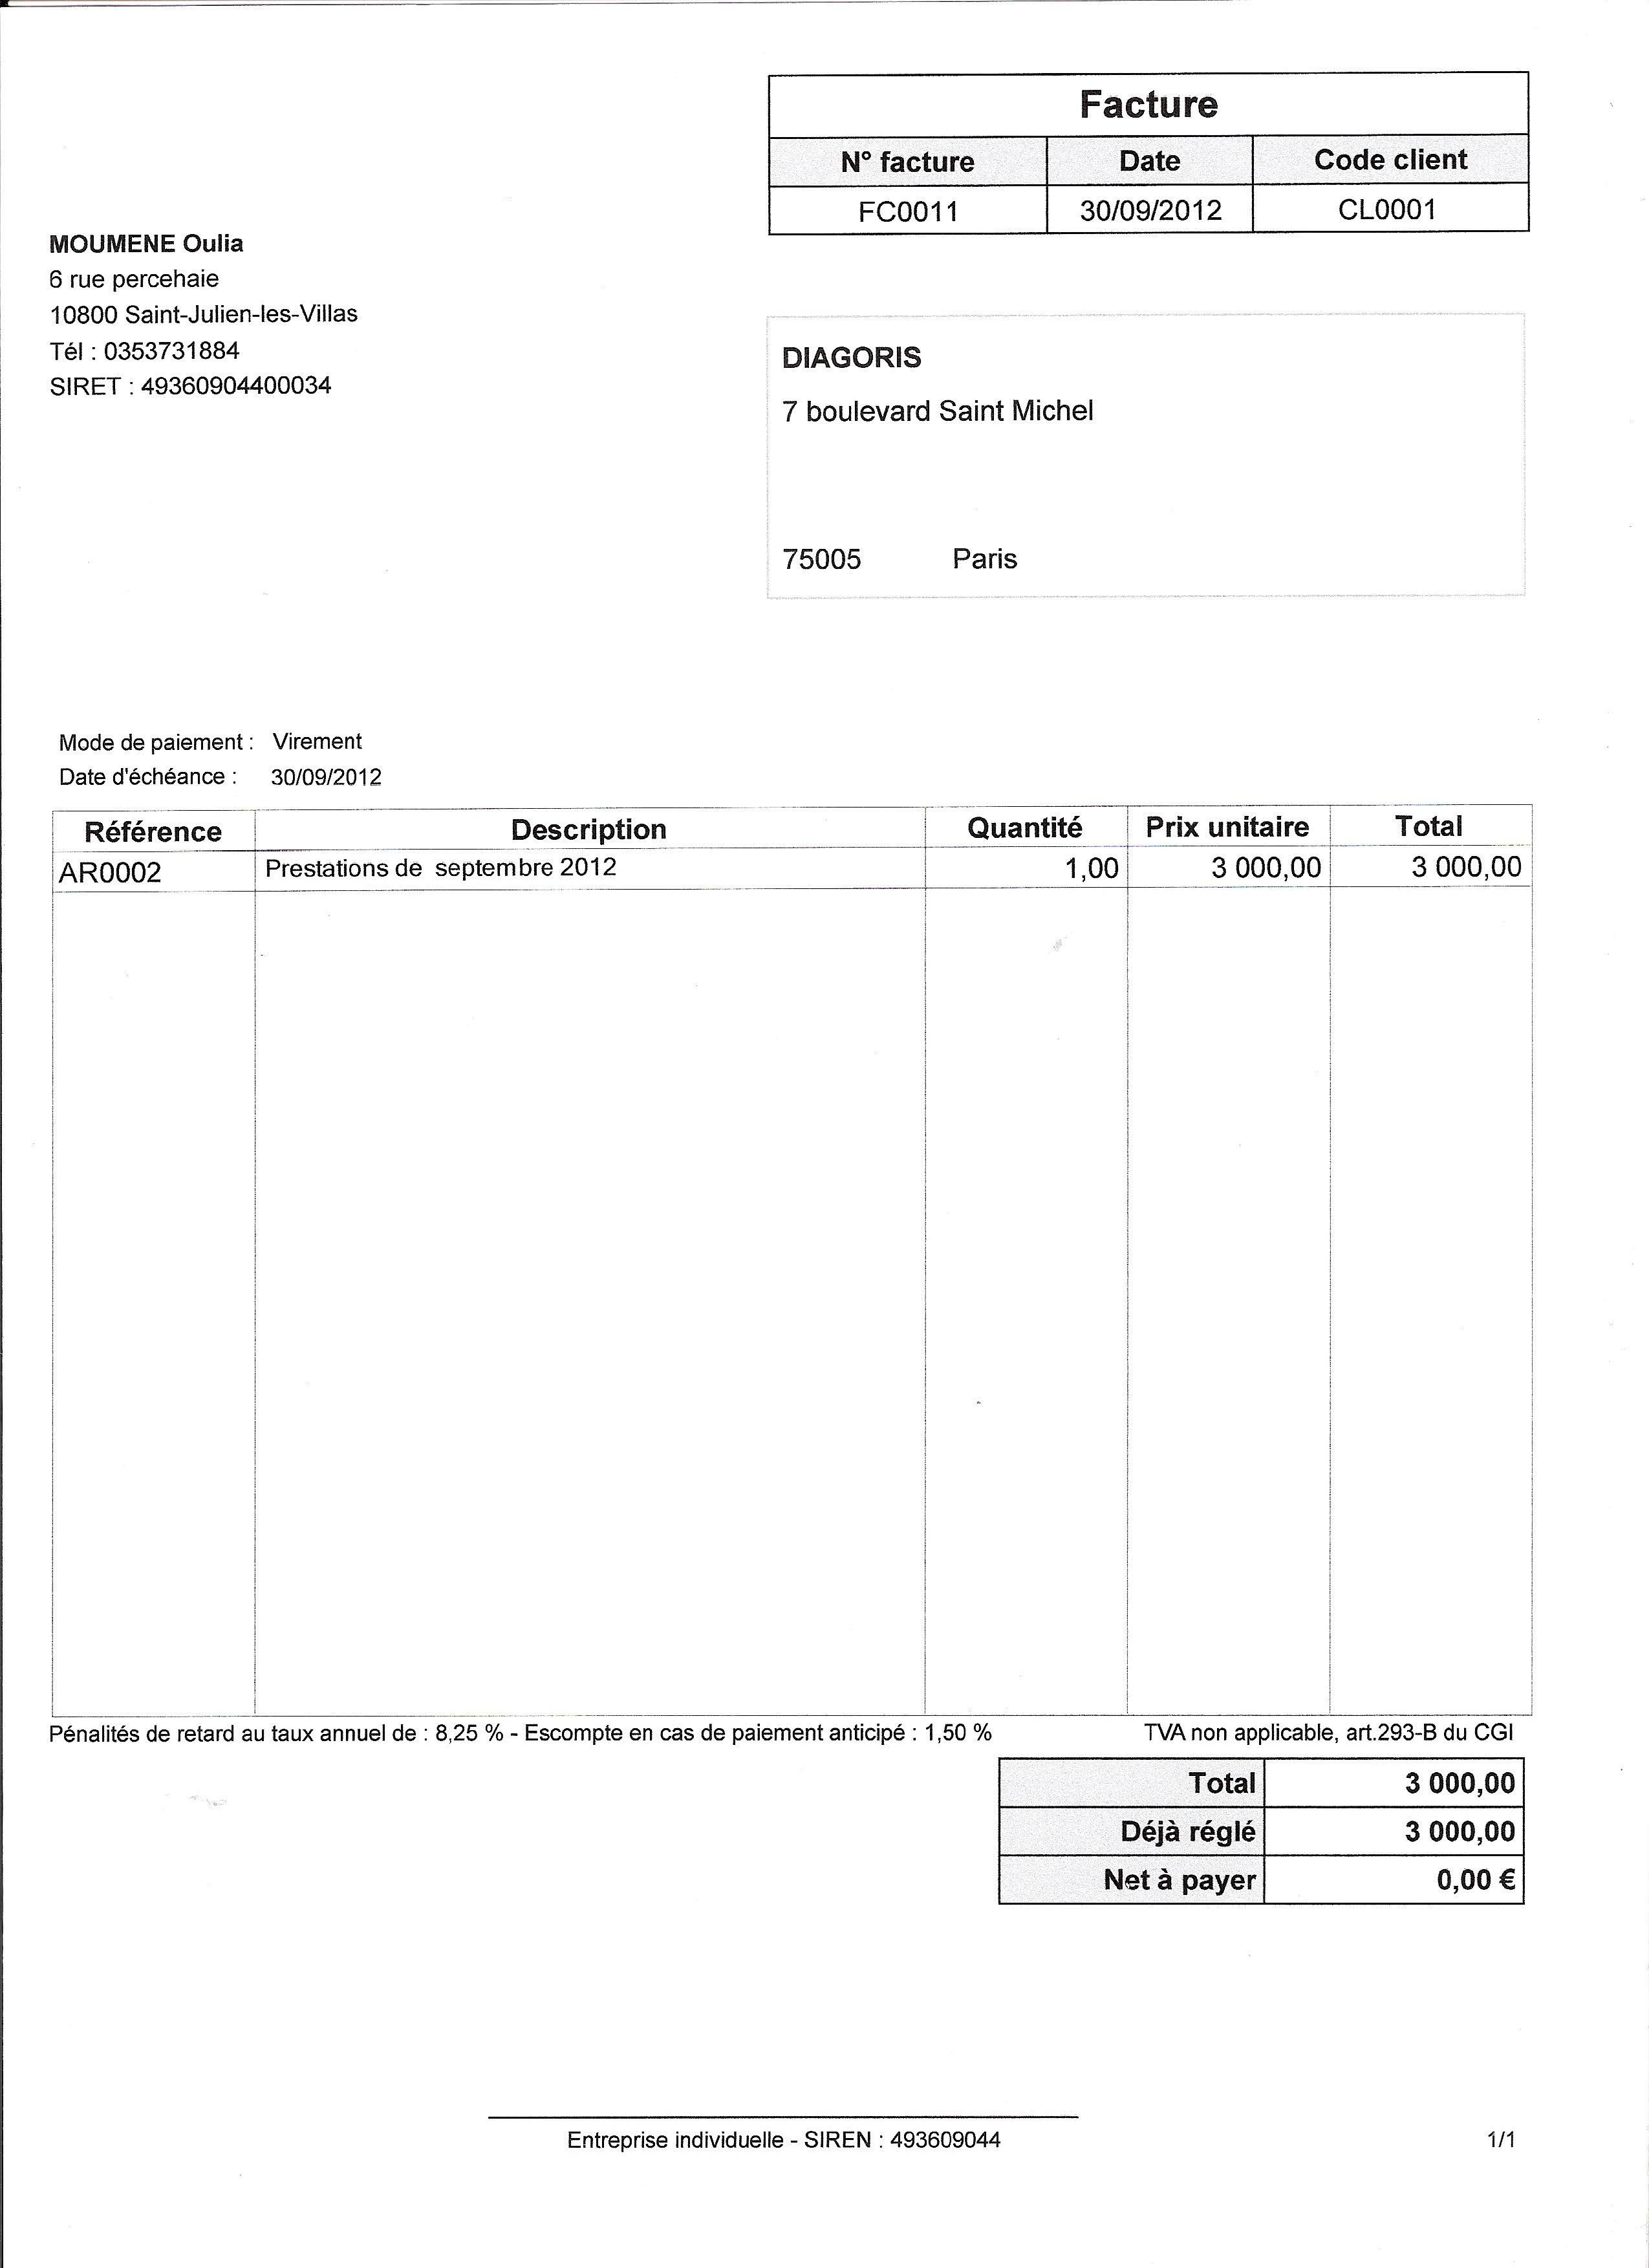 Facture
N° facture Date Code client
FC0011 30/09/2012 CL0001
MOUMENE Oulia
6 rue percehaie
10800 Saint-Julien-les-Villas
Tél : 0353731884
SIRET : 49360904400034
DIAGORIS
7 boulevard Saint Michel
75005 Paris
Mode de paiement : Virement
Date d'échéance : 30/09/2012
Référence Description Quantité Prix unitaire Total
AR0002 Prestations de septembre 2012 1,00 3 000,00 3 000,00
Pénalités de retard au taux annuel de : 8,25 % - Escompte en cas de paiement anticipé : 1,50 % TVA non applicable, art.293-B du CGI
Total 3 000,00
Déjà réglé 3 000,00
Net à payer 0,00 €
Entreprise individuelle - SIREN : 493609044 1/1